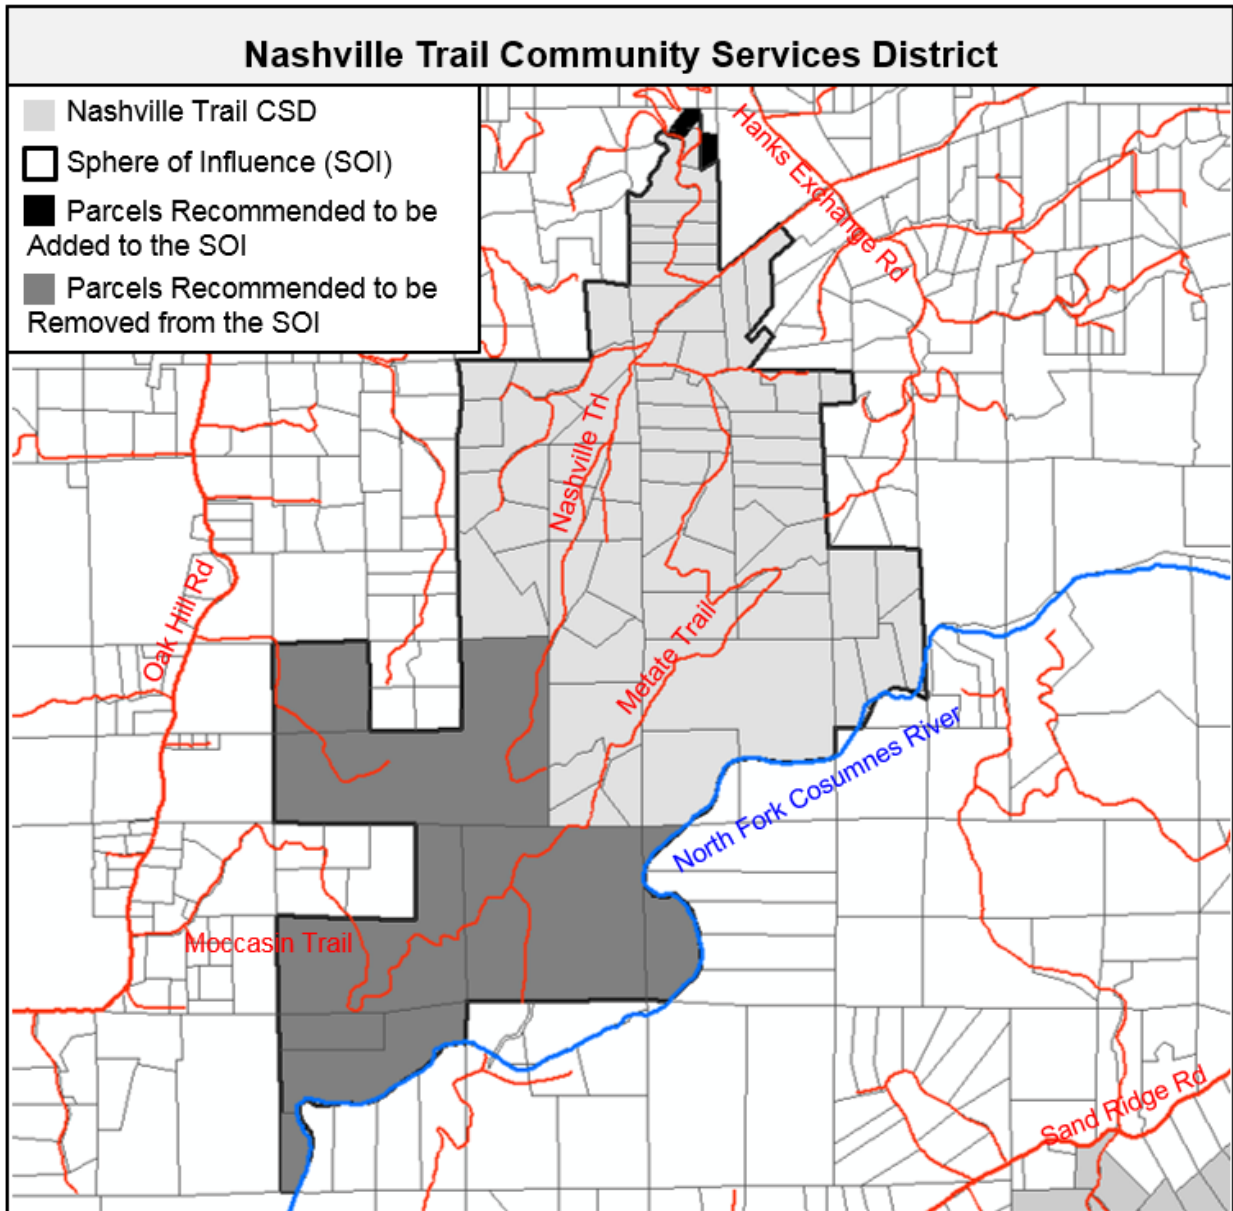 Nashville Trail Community Services District
Nashville Trail CSD
Sphere of Influence (SOI)
Parcels Recommended to be
Added to the SOI
Parcels Recommended to be
Removed from the SOI
Hanks Exchange Rd
Nashville Trl
Oak Hill Rd
Metate Trail
North Fork Cosumnes River
Moccasin Trail
Sand Ridge Rd